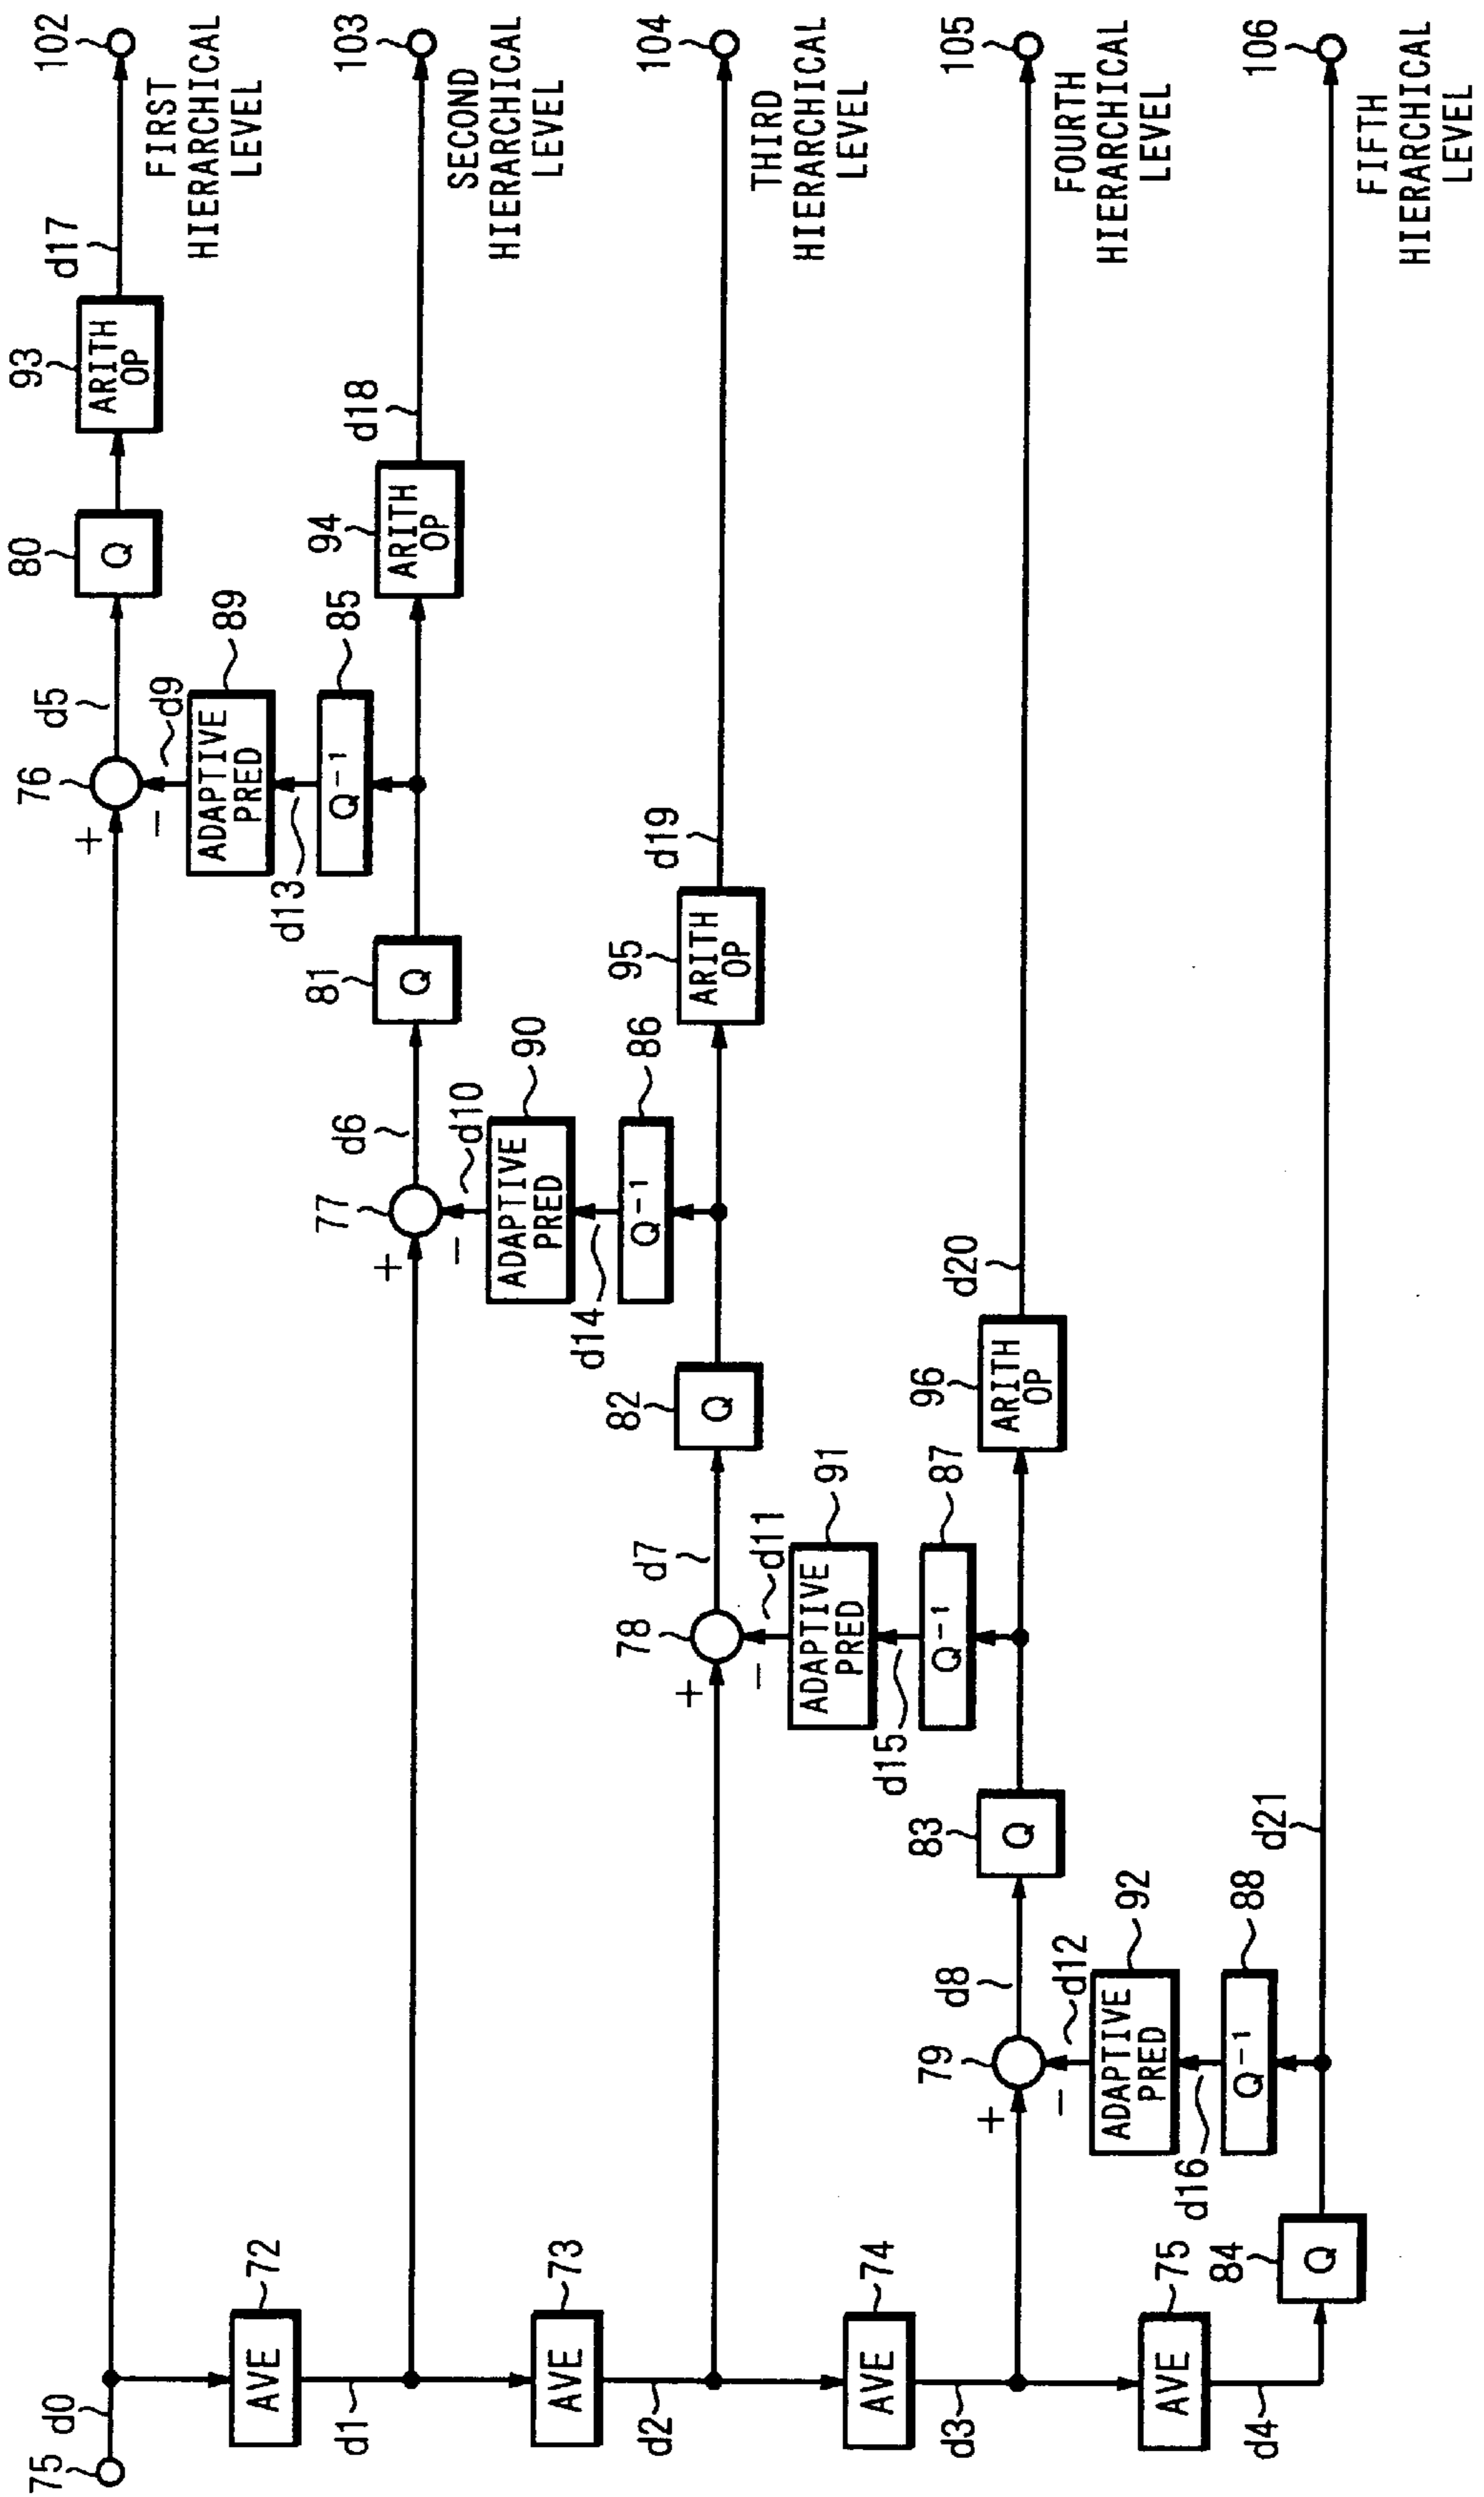 75
d0
76
+
−
d5
80
Q
93
ARITH
OP
d17
102
FIRST
HIERARCHICAL
LEVEL
d9
ADAPTIVE
PRED
89
d13
Q−1
85
AVE
72
d1
77
+
−
d6
81
Q
94
ARITH
OP
d18
103
SECOND
HIERARCHICAL
LEVEL
d10
ADAPTIVE
PRED
90
d14
Q−1
86
AVE
73
d2
78
+
−
d7
82
Q
95
ARITH
OP
d19
104
THIRD
HIERARCHICAL
LEVEL
d11
ADAPTIVE
PRED
91
d15
Q−1
87
AVE
74
d3
79
+
−
d8
83
Q
96
ARITH
OP
d20
105
FOURTH
HIERARCHICAL
LEVEL
d12
ADAPTIVE
PRED
92
d16
Q−1
88
AVE
75
d4
84
Q
d21
106
FIFTH
HIERARCHICAL
LEVEL